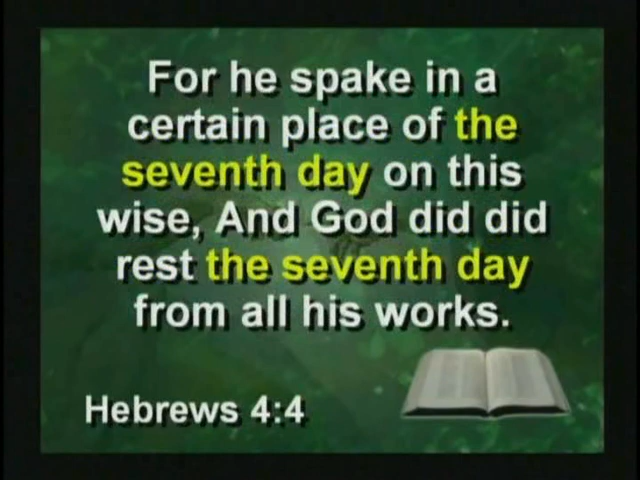 For he spake in a
certain place of the
seventh day on this
wise, And God did did
rest the seventh day
from all his works.
Hebrews 4:4